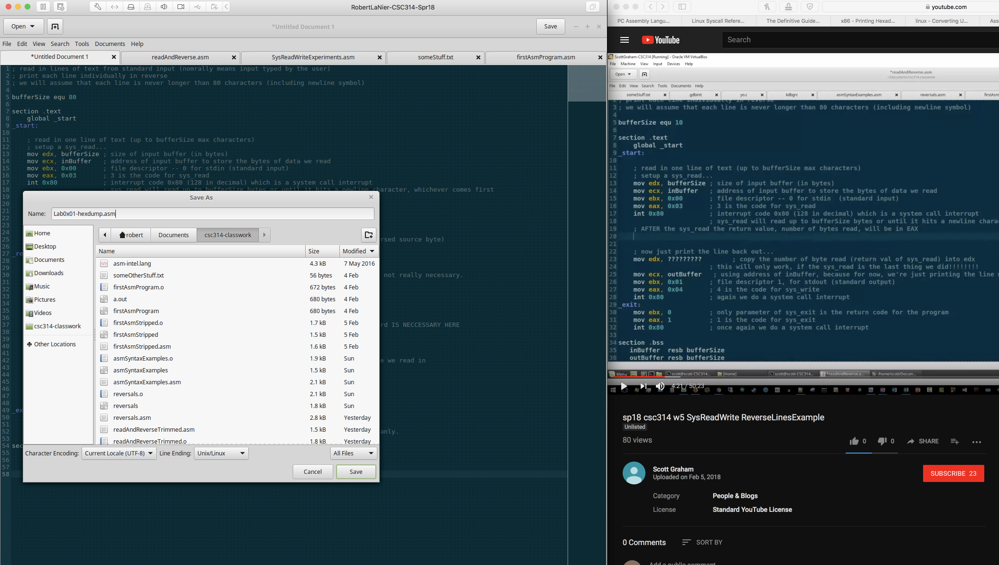 RobertLaNier-CSC314-Spr18
Open
*Untitled Document 1
Save
File Edit View Search Tools Documents Help
*Untitled Document 1
readAndReverse.asm
SysReadWriteExperiments.asm
someStuff.txt
firstAsmProgram.asm
1 ; read in lines of text from standard input (nomrally means input typed by the user)
2 ; print each line individually in reverse
3 ; we will assume that each line is never longer than 80 characters (including newline symbol)
4
5 bufferSize equ 80
6
7 section .text
8 global _start
9 _start:
10
11 ; read in one line of text (up to bufferSize max characters)
12 ; setup a sys_read...
13 mov edx, bufferSize ; size of input buffer (in bytes)
14 mov ecx, inBuffer ; address of input buffer to store the bytes of data we read
15 mov ebx, 0x00 ; file descriptor -- 0 for stdin (standard input)
16 mov eax, 0x03 ; 3 is the code for sys_read
17 int 0x80 ; interrupt code 0x80 (128 in decimal) which is a system call interrupt
18 ; sys_read will read up to bufferSize bytes or until it hits a newline character, whichever comes first
19
20
21
22
23
24
25 rsed source byte)
26
27 _re
28
29
30 not really necessary.
31
32
33
34
35
36
37 rd IS NECCESSARY HERE
38
39
40
41
42 e we read in
43
44
45
46
47
48
49 _ex
50
51
52 anly.
53
54 sec
55
56
57
58
Save As
Name: Lab0x01-hexdump.asm
Home
Desktop
Documents
Downloads
Music
Pictures
Videos
csc314-classwork
Other Locations
robert Documents csc314-classwork
Name Size Modified
asm-intel.lang 4.3 kB 7 May 2016
someOtherStuff.txt 56 bytes 4 Feb
firstAsmProgram.o 672 bytes 4 Feb
a.out 680 bytes 4 Feb
firstAsmProgram 680 bytes 4 Feb
firstAsmStripped.o 1.7 kB 5 Feb
firstAsmStripped 1.5 kB 5 Feb
firstAsmStripped.asm 1.6 kB 5 Feb
asmSyntaxExamples.o 1.9 kB Sun
asmSyntaxExamples 1.5 kB Sun
asmSyntaxExamples.asm 2.1 kB Sun
reversals.o 2.1 kB Sun
reversals 1.8 kB Sun
reversals.asm 2.8 kB Yesterday
readAndReverseTrimmed.asm 1.5 kB Yesterday
readAndReverseTrimmed.o 1.8 kB Yesterday
Character Encoding: Current Locale (UTF-8) Line Ending: Unix/Linux All Files
Cancel Save
youtube.com
PC Assembly Langu... Linux Syscall Refere... The Definitive Guide... x86 - Printing Hexad... linux - Converting U... Ass
YouTube
Search
ScottGraham-CSC314 [Running] - Oracle VM VirtualBox
File Machine View Input Devices Help
Open
*readAndReverse.asm
~/Documents/csc314-classwork
File Edit View Search Tools Documents Help
someStuff.txt .gdbinit yo.c kdbgrc asmSyntaxExamples.asm reversals.asm firstAsm
2 ; print each line individually in reverse
3 ; we will assume that each line is never longer than 80 characters (including newline symbol)
4
5 bufferSize equ 10
6
7 section .text
8 global _start
9 _start:
10
11 ; read in one line of text (up to bufferSize max characters)
12 ; setup a sys_read...
13 mov edx, bufferSize ; size of input buffer (in bytes)
14 mov ecx, inBuffer ; address of input buffer to store the bytes of data we read
15 mov ebx, 0x00 ; file descriptor -- 0 for stdin (standard input)
16 mov eax, 0x03 ; 3 is the code for sys_read
17 int 0x80 ; interrupt code 0x80 (128 in decimal) which is a system call interrupt
18 ; sys_read will read up to bufferSize bytes or until it hits a newline chara
19 ; AFTER the sys_read the return value, number of bytes read, will be in EAX
20
21
22 ; now just print the line back out...
23 mov edx, ????????? ; copy the number of byte read (return val of sys_read) into edx
24 ; this will only work, if the sys_read is the last thing we did!!!!!!!!
25 mov ecx, outBuffer ; using address of inBuffer, because for now, we're just printing the line
26 mov ebx, 0x01 ; file descriptor 1, for stdout (standard output)
27 mov eax, 0x04 ; 4 is the code for sys_write
28 int 0x80 ; again we do a system call interrupt
29 _exit:
30 mov ebx, 0 ; only parameter of sys_exit is the return code for the program
31 mov eax, 1 ; 1 is the code for sys_exit
32 int 0x80 ; once again we do a system call interrupt
33
34 section .bss
35 inBuffer resb bufferSize
36 outBuffer resb bufferSize
Menu scott@scott-CSC314... [Home] scott@scott-CSC314... *readAndReverse.a... /home/scott/Docum...
4:21 / 50:23
sp18 csc314 w5 SysReadWrite ReverseLinesExample
Unlisted
80 views
0 0 SHARE
Scott Graham
Uploaded on Feb 5, 2018
SUBSCRIBE 23
Category People & Blogs
License Standard YouTube License
0 Comments SORT BY
Add a public comment